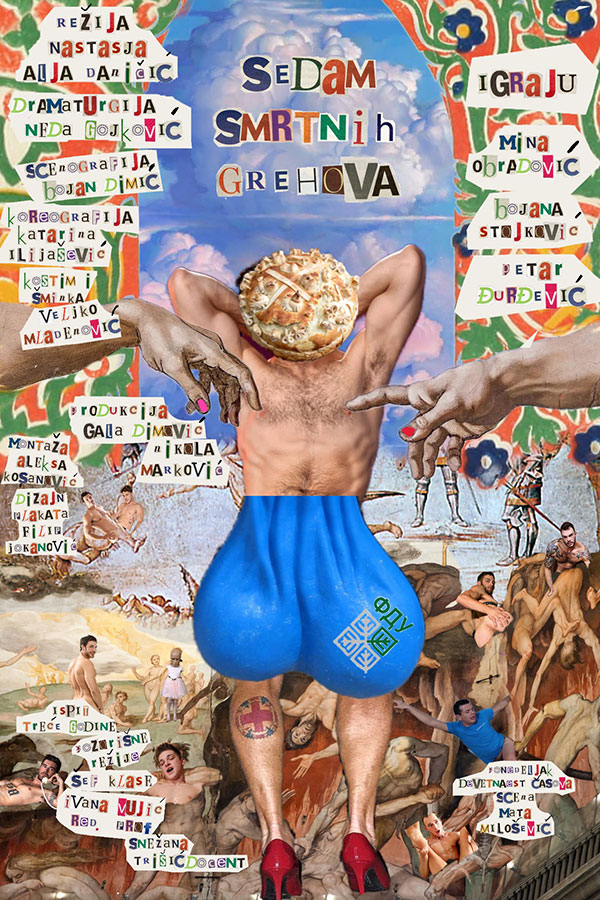 REŽIJA
NASTASJA
ALJA DANIČIĆ
DRAMATURGIJA
NEĐA GOJKOVIĆ
SCENOGRAFIJA
BOJAN DIMIĆ
KOREOGRAFIJA
KATARINA
ILIJAŠEVIĆ
KOSTIM I
ŠMINKA
VELJKO
MLADENOVIĆ
SEDAM
SMRTNIH
GREHOVA
IGRAJU
MINA
OBRADOVIĆ
BOJANA
STOJKOVIĆ
PETAR
ĐURĐEVIĆ
PRODUKCIJA
GALA DIMOVIĆ
NIKOLA
MARKOVIĆ
MONTAŽA
ALEKSA
KOSANOVIĆ
DIZAJN
PLAKATA
FILIP
JOKANOVIĆ
ФДУ
ISPIT
TREĆE GODINE
POZORIŠNE
REŽIJE
ŠEF KLASE
IVANA VUJIĆ
RED. PROF
SNEŽANA
TRIŠIĆ DOCENT
PONEDELJAK
DEVETNAEST ČASOVA
SCENA
MATA
MILOŠEVIĆ